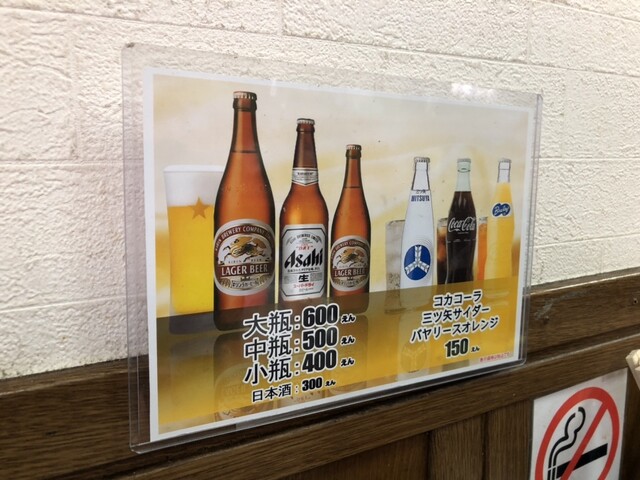 KIRIN BREWERY COMPANY
LAGER BEER
Asahi
生
LAGER BEER
MITSUYA
Coca-Cola
大瓶：600えん
中瓶：500えん
小瓶：400えん
日本酒：300えん
コカコーラ
三ツ矢サイダー
バヤリースオレンジ
150えん